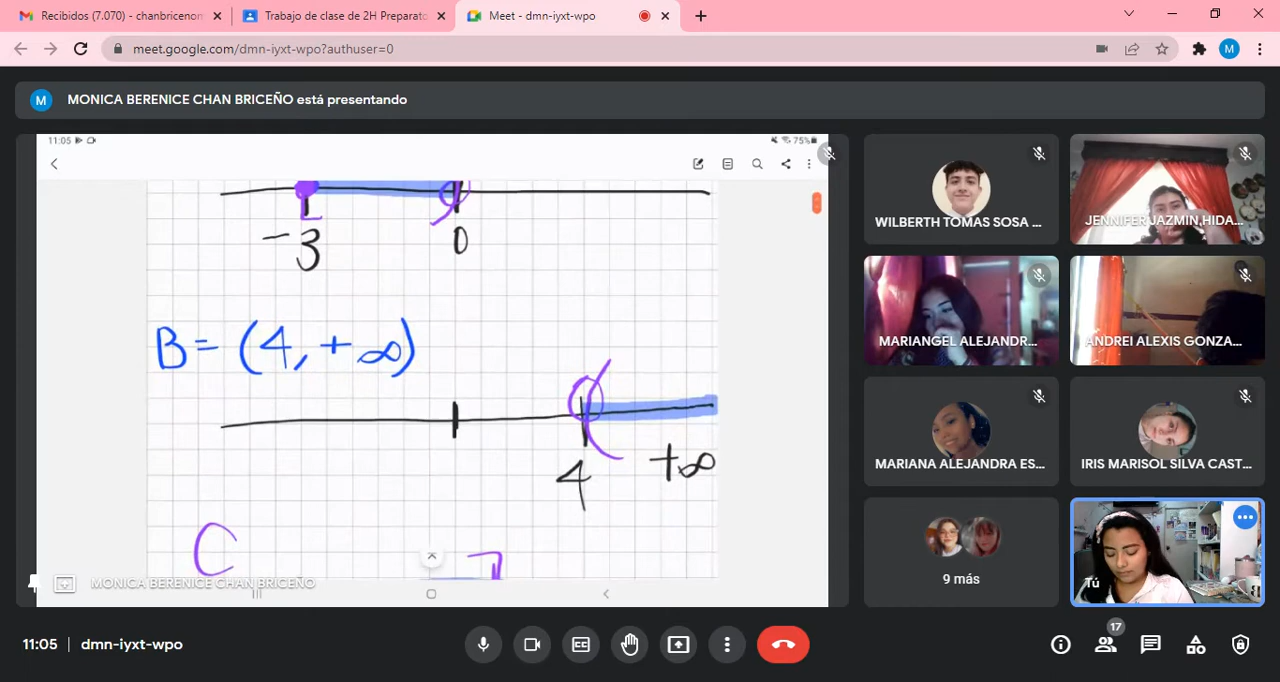 Recibidos (7.070) - chanbricenom
Trabajo de clase de 2H Preparato
Meet - dmn-iyxt-wpo
meet.google.com/dmn-iyxt-wpo?authuser=0
M
M MONICA BERENICE CHAN BRICEÑO está presentando
11:05
75%
-3
0
B= (4, +∞)
4
+∞
C
MONICA BERENICE CHAN BRICEÑO
WILBERTH TOMAS SOSA ...
JENNIFER JAZMIN,HIDA...
MARIANGEL ALEJANDR...
ANDREI ALEXIS GONZA...
MARIANA ALEJANDRA ES...
IRIS MARISOL SILVA CAST...
9 más
Tú
11:05 | dmn-iyxt-wpo
CC
17